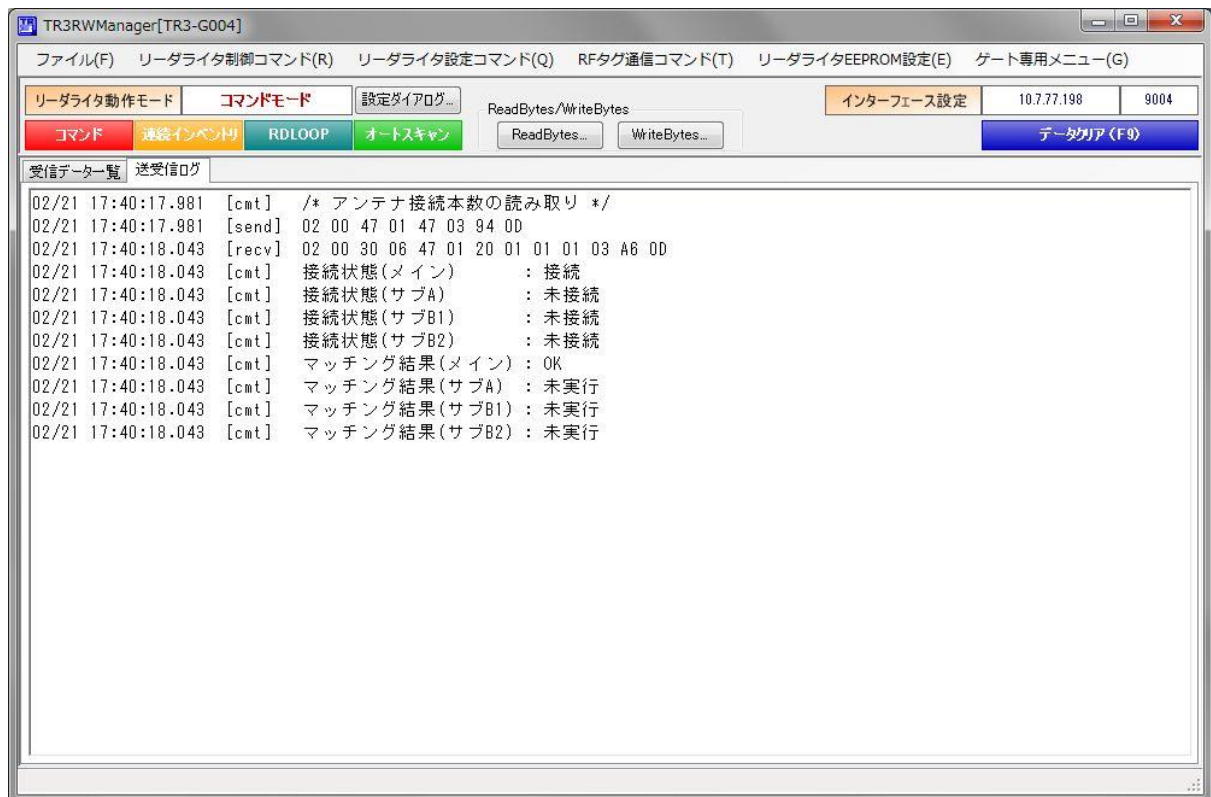 TR3RWManager[TR3-G004]
ファイル(F) リーダライタ制御コマンド(R) リーダライタ設定コマンド(Q) RFタグ通信コマンド(T) リーダライタEEPROM設定(E) ゲート専用メニュー(G)
リーダライタ動作モード コマンドモード 設定ダイアログ... ReadBytes/WriteBytes インターフェース設定 10.7.77.198 9004
コマンド 連続インベントリ RDLOOP オートスキャン ReadBytes... WriteBytes... データクリア(F9)
受信データ一覧 送受信ログ
02/21 17:40:17.981 [cmt] /* アンテナ接続本数の読み取り */
02/21 17:40:17.981 [send] 02 00 47 01 47 03 94 0D
02/21 17:40:18.043 [recv] 02 00 30 06 47 01 20 01 01 01 03 A6 0D
02/21 17:40:18.043 [cmt] 接続状態(メイン) : 接続
02/21 17:40:18.043 [cmt] 接続状態(サブA) : 未接続
02/21 17:40:18.043 [cmt] 接続状態(サブB1) : 未接続
02/21 17:40:18.043 [cmt] 接続状態(サブB2) : 未接続
02/21 17:40:18.043 [cmt] マッチング結果(メイン) : OK
02/21 17:40:18.043 [cmt] マッチング結果(サブA) : 未実行
02/21 17:40:18.043 [cmt] マッチング結果(サブB1) : 未実行
02/21 17:40:18.043 [cmt] マッチング結果(サブB2) : 未実行